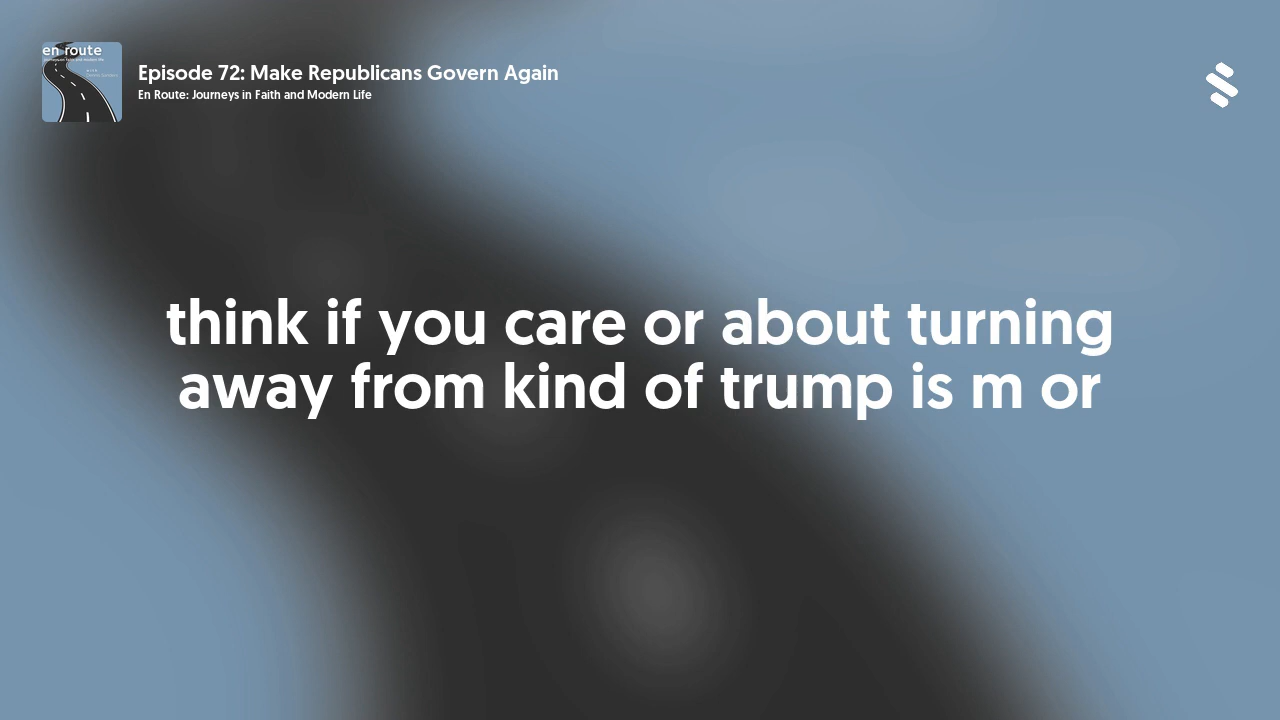 en route
Episode 72: Make Republicans Govern Again
En Route: Journeys in Faith and Modern Life
think if you care or about turning
away from kind of trump is m or